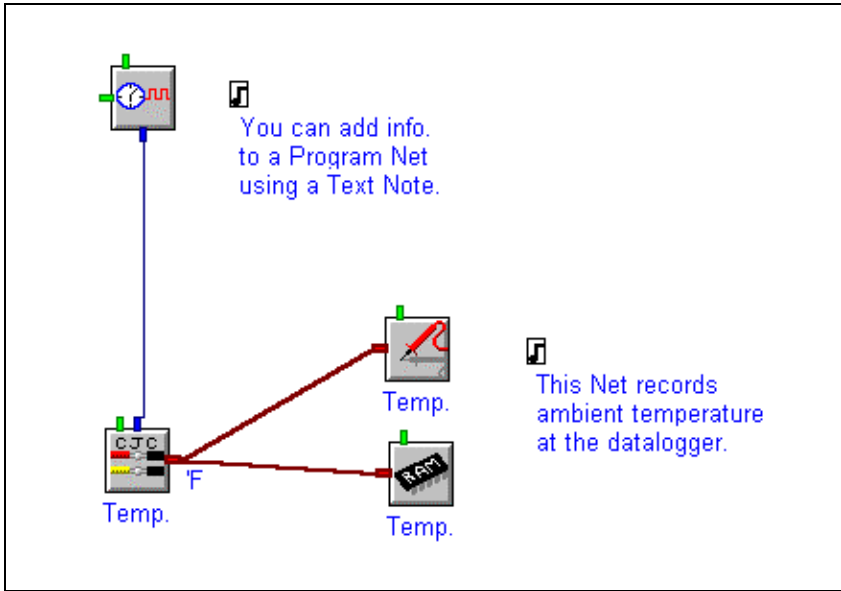 You can add info.
to a Program Net
using a Text Note.
Temp.
This Net records
ambient temperature
at the datalogger.
CJC
'F
Temp.
RAM
Temp.